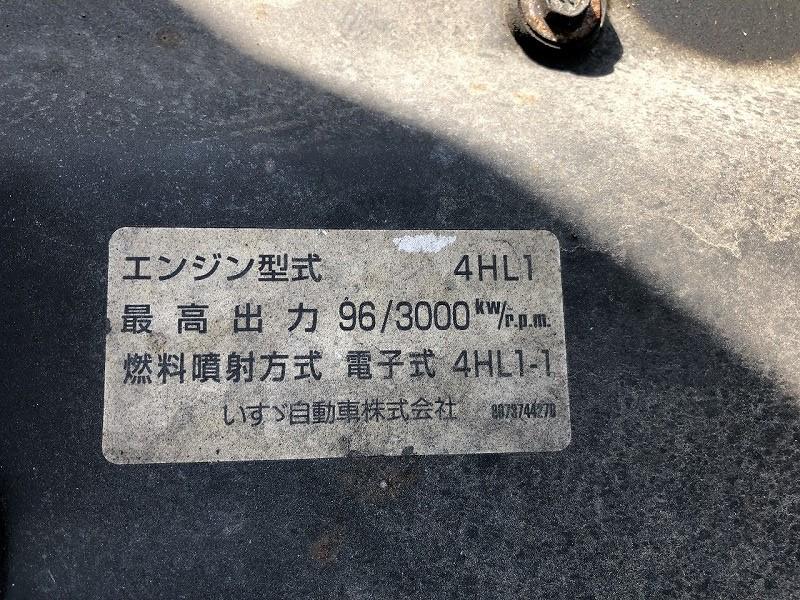 エンジン型式 4HL1
最高出力 96/3000 kw/r.p.m.
燃料噴射方式 電子式 4HL1-1
いすゞ自動車株式会社